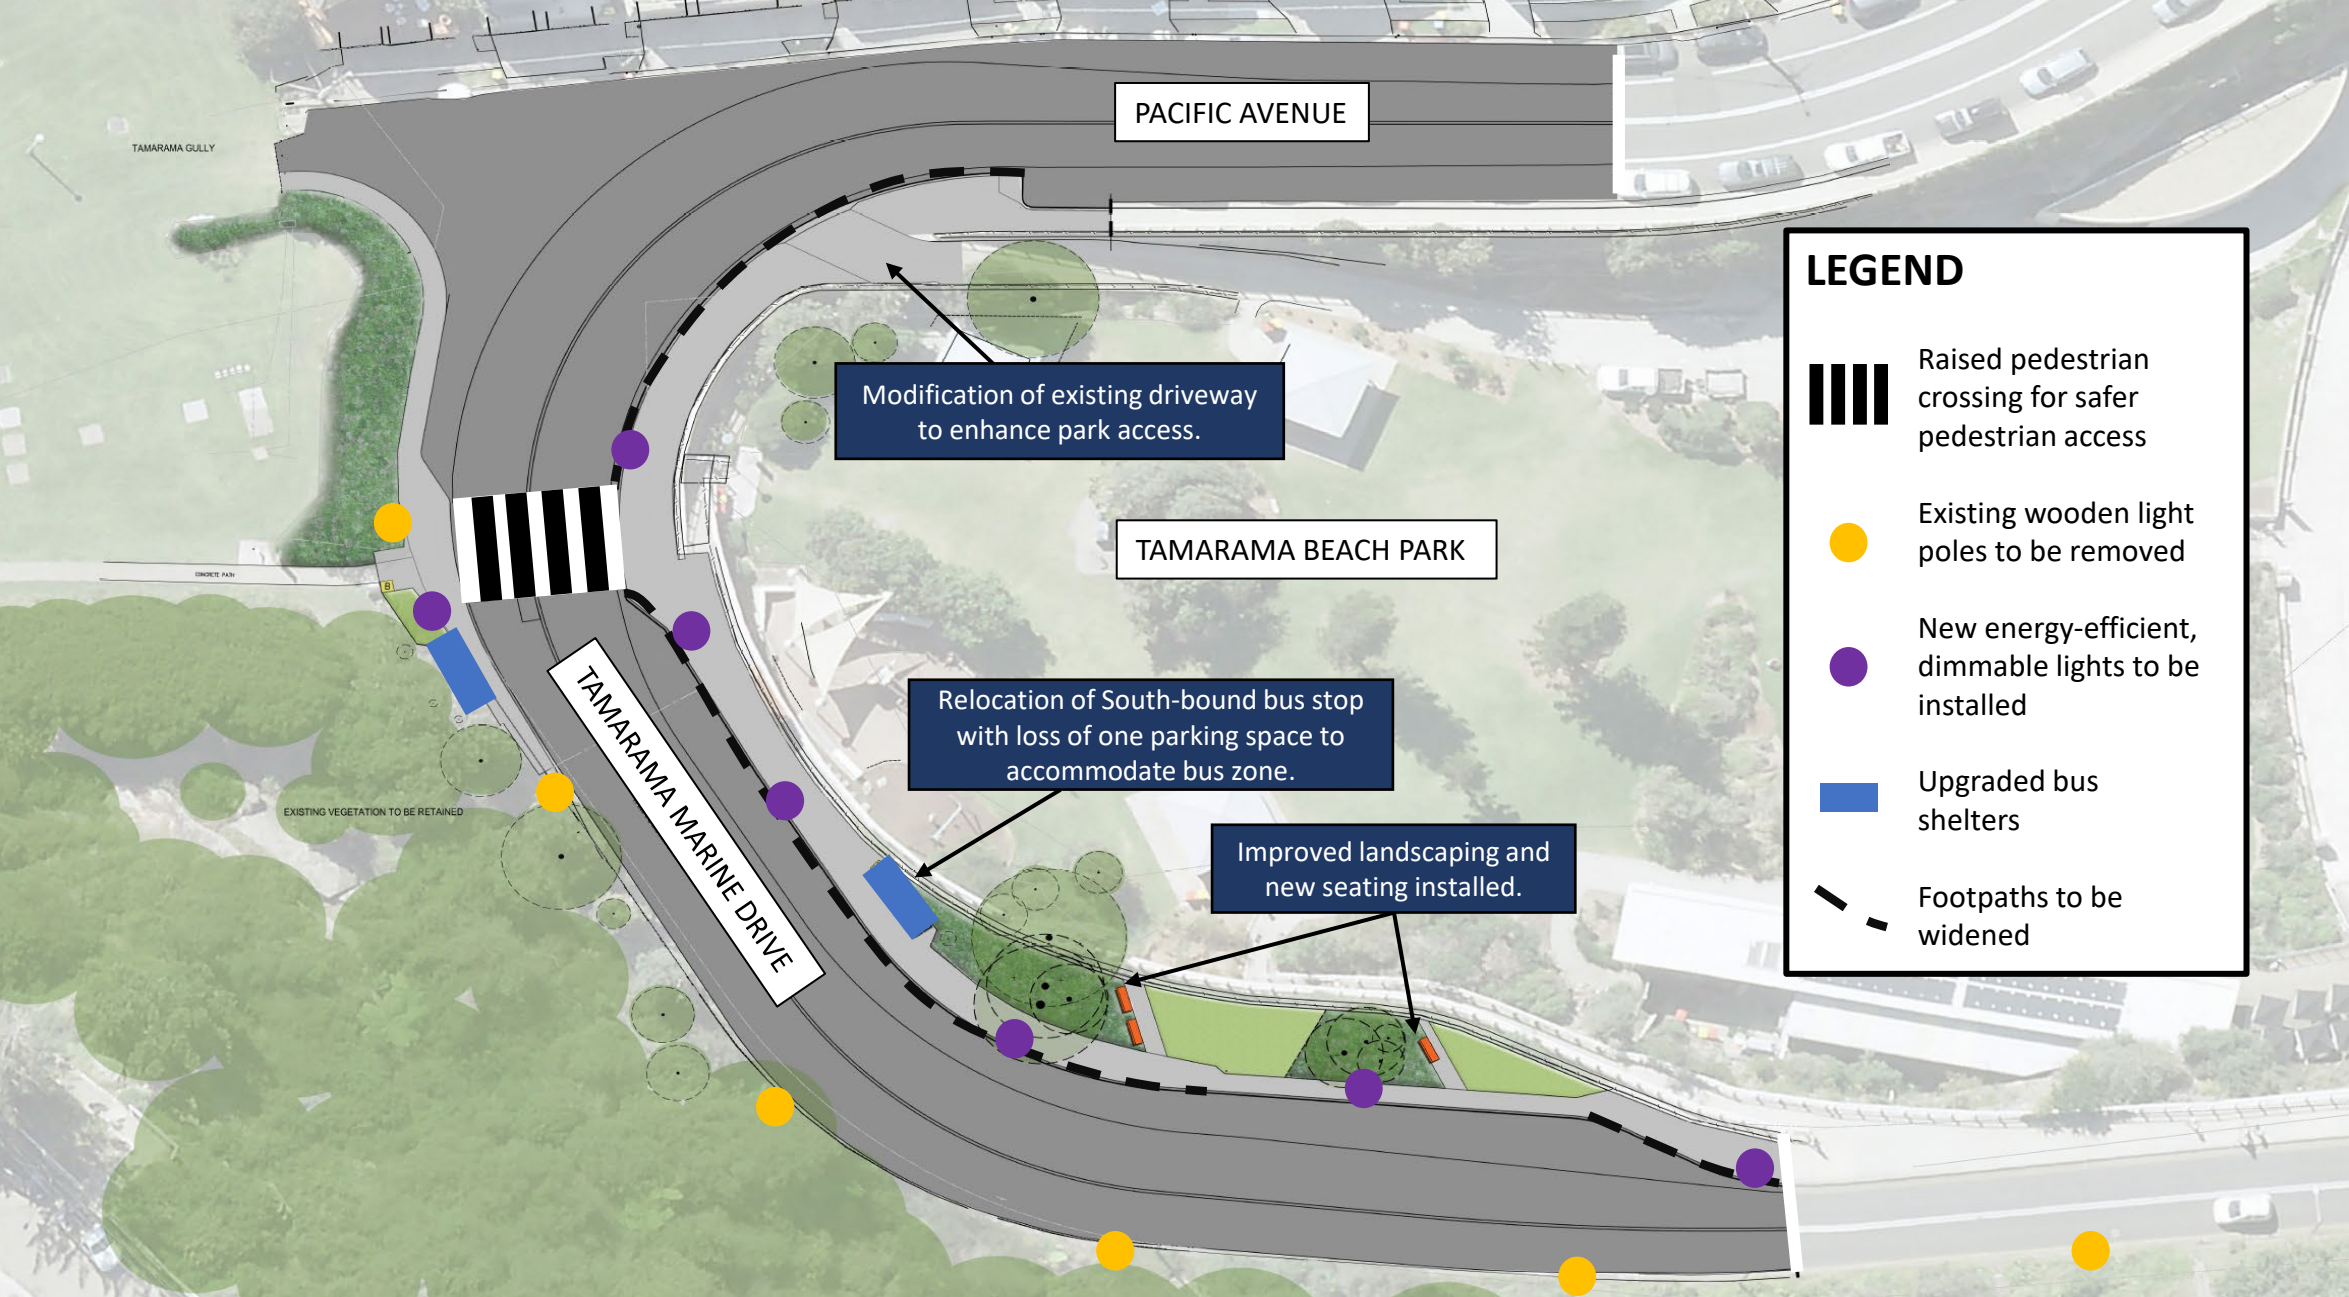 PACIFIC AVENUE
TAMARAMA GULLY
LEGEND
Raised pedestrian
crossing for safer
pedestrian access
Existing wooden light
poles to be removed
New energy-efficient,
dimmable lights to be
installed
Upgraded bus
shelters
Footpaths to be
widened
Modification of existing driveway
to enhance park access.
TAMARAMA BEACH PARK
CONCRETE PATH
B
TAMARAMA MARINE DRIVE
Relocation of South-bound bus stop
with loss of one parking space to
accommodate bus zone.
EXISTING VEGETATION TO BE RETAINED
Improved landscaping and
new seating installed.